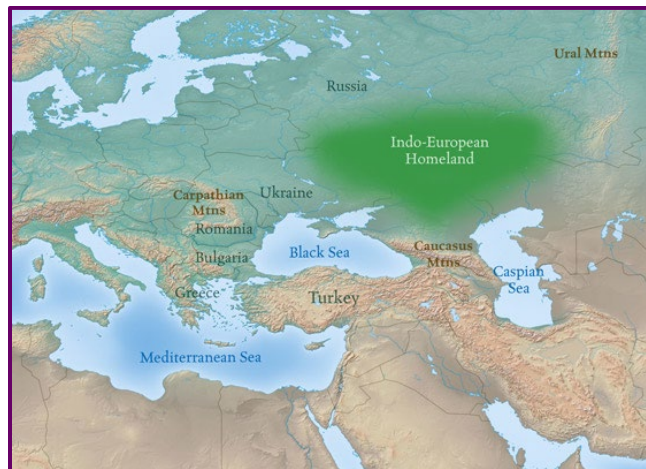 Ural Mtns
Russia
Indo-European
Homeland
Carpathian
Mtns
Ukraine
Romania
Black Sea
Caucasus
Mtns
Bulgaria
Caspian
Sea
Greece
Turkey
Mediterranean Sea